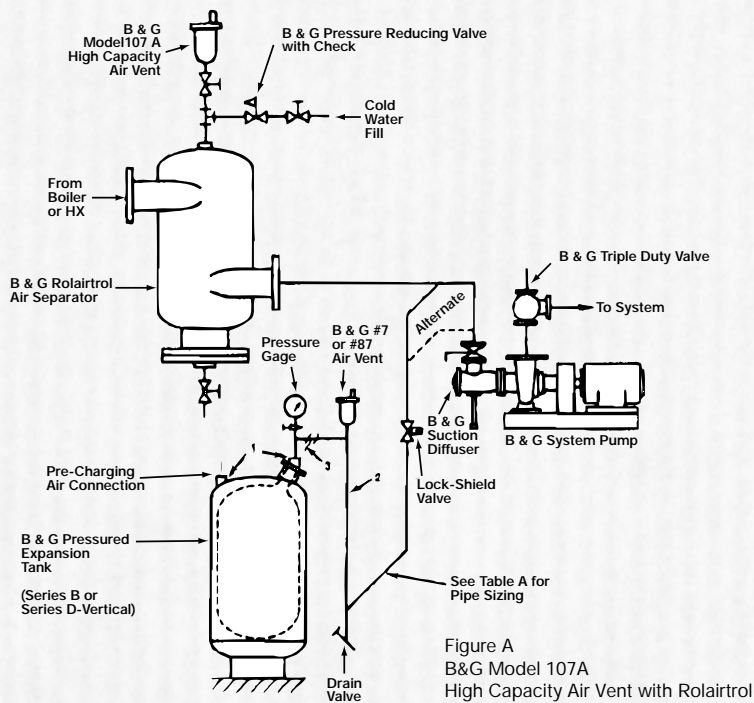 B & G
Model107 A
High Capacity
Air Vent
B & G Pressure Reducing Valve
with Check
Cold
Water
Fill
From
Boiler
or HX
B & G Rolairtrol
Air Separator
B & G Triple Duty Valve
To System
Alternate
B & G #7
or #87
Air Vent
Pressure
Gage
B & G
Suction
Diffuser
B & G System Pump
1
3
2
Pre-Charging
Air Connection
Lock-Shield
Valve
B & G Pressured
Expansion
Tank
(Series B or
Series D-Vertical)
See Table A for
Pipe Sizing
Drain
Valve
Figure A
B&G Model 107A
High Capacity Air Vent with Rolairtrol